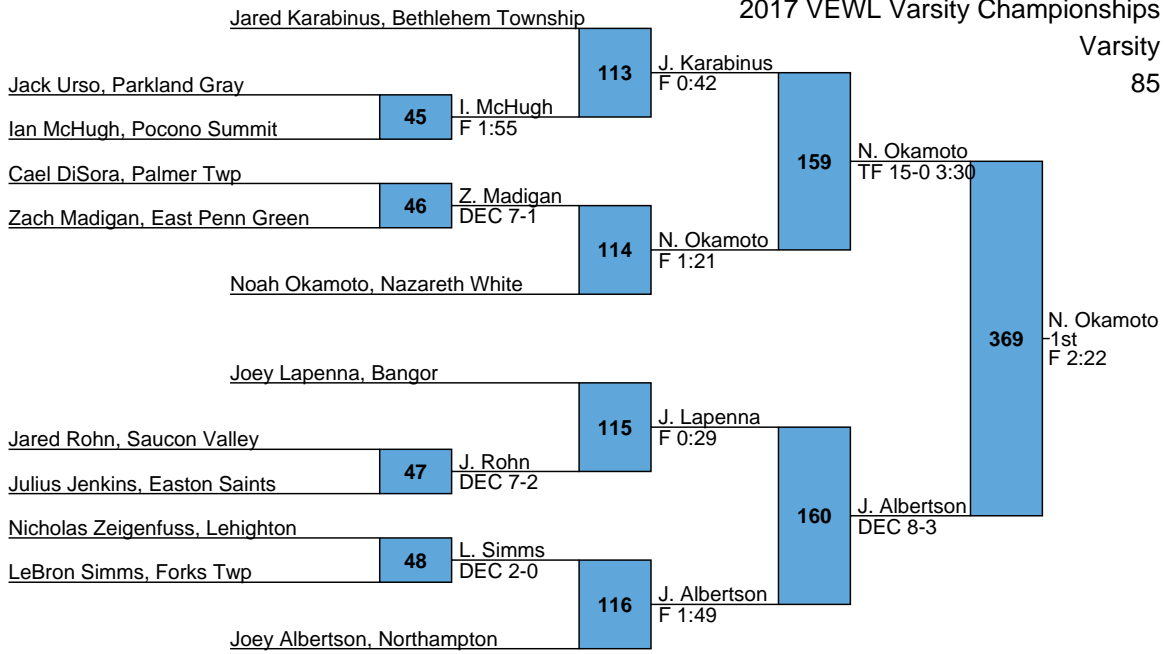 2017 VEWL Varsity Championships
Varsity
85
Jared Karabinus, Bethlehem Township
113
J. Karabinus
F 0:42
Jack Urso, Parkland Gray
45
I. McHugh
F 1:55
Ian McHugh, Pocono Summit
159
N. Okamoto
TF 15-0 3:30
Cael DiSora, Palmer Twp
46
Z. Madigan
DEC 7-1
Zach Madigan, East Penn Green
114
N. Okamoto
F 1:21
Noah Okamoto, Nazareth White
369
N. Okamoto
1st
F 2:22
Joey Lapenna, Bangor
115
J. Lapenna
F 0:29
Jared Rohn, Saucon Valley
47
J. Rohn
DEC 7-2
Julius Jenkins, Easton Saints
160
J. Albertson
DEC 8-3
Nicholas Zeigenfuss, Lehighton
48
L. Simms
DEC 2-0
LeBron Simms, Forks Twp
116
J. Albertson
F 1:49
Joey Albertson, Northampton